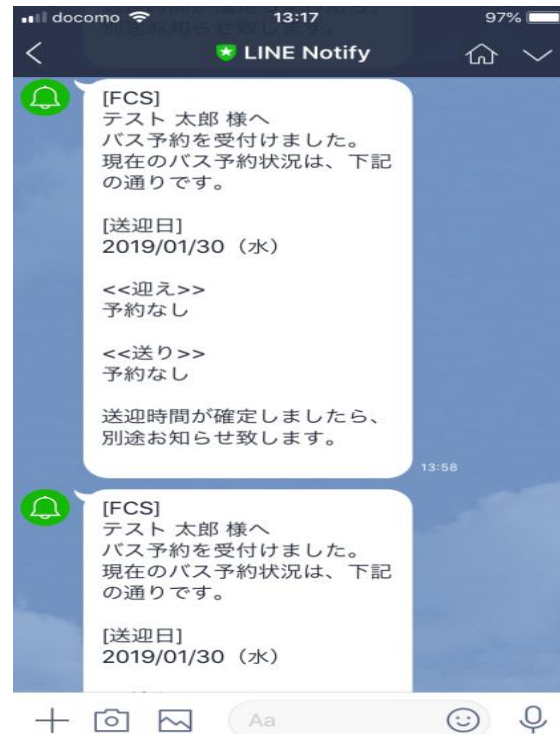 docomo 13:17 97%
LINE Notify
[FCS]
テスト 太郎 様へ
バス予約を受付けました。
現在のバス予約状況は、下記
の通りです。
[送迎日]
2019/01/30（水）
<<迎え>>
予約なし
<<送り>>
予約なし
送迎時間が確定しましたら、
別途お知らせ致します。
13:58
[FCS]
テスト 太郎 様へ
バス予約を受付けました。
現在のバス予約状況は、下記
の通りです。
[送迎日]
2019/01/30（水）
Aa